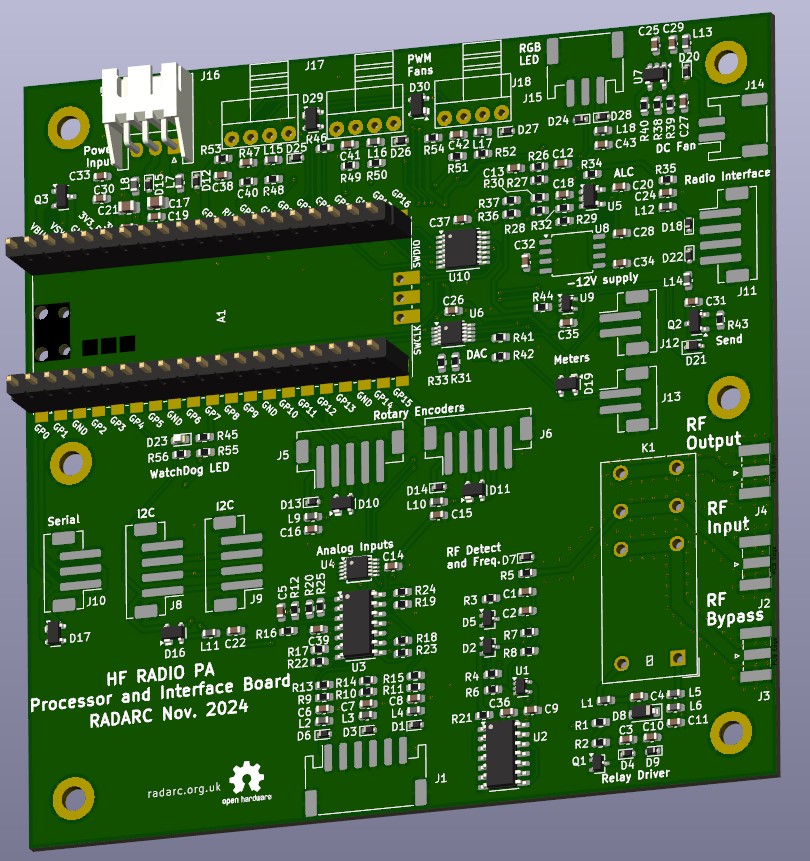 C25 C29 L13
D20
U7
R40 R38 R39 C27
DC Fan
J14
RGB
LED
J15
D24 D28
L18
C43
PWM
Fans
J16
J17
J18
D29
D30
R46
R53
R47 L15 D25
C38 C40 R48
C41 L16 D26
R49 R50
R54 C42 L17 D27
R51 R52
Power
Input
C33
C30
Q3
L8
D15
C21
C17
C19
D12
R26 C12
C13
R30 R27
R37
R36
R28
C18
R34
ALC
U5
R32
R29
C20
R35
C24
L12
Radio Interface
D18
D22
L14
J11
C28
C34
U8
C32
-12V supply
C37
U10
SWDIO
SWCLK
A1
GP16
C26
U6
DAC
R41
R42
R33 R31
R44
U9
C35
C31
Q2
R43
Send
D21
J12
Meters
D19
J13
GP0 GP1 GND GP2 GP3 GP4 GP5 GND GP6 GP7 GP8 GP9 GND GP10 GP11 GP12 GP13 GND GP14 GP15
Rotary Encoders
J5
J6
D23 R45
R56 R55
WatchDog LED
D13 D10
L9
C16
D14 D11
L10
C15
RF
Output
K1
J4
RF
Input
J2
RF
Bypass
J3
Serial
I2C
I2C
J10
J8
J9
D17
D16
L11 C22
Analog Inputs
U4
C14
C5
R12
R20
R25
R24
R19
R16
C39
R17
R22
R18
R23
U3
RF Detect
and Freq.
D7
R5
C1
R3
D5
C2
R7
D2
R8
R4
R6
U1
R21
C36
C9
U2
HF RADIO PA
Processor and Interface Board
RADARC Nov. 2024
R13 R14 R15
R9 R10 R11
C6 C7 C8
L2 L3 L4
D6 D3 D1
J1
radarc.org.uk
open hardware
L1
C4 L5
D8
L6
R1
C3 C10 C11
R2
Q1
D4 D9
Relay Driver